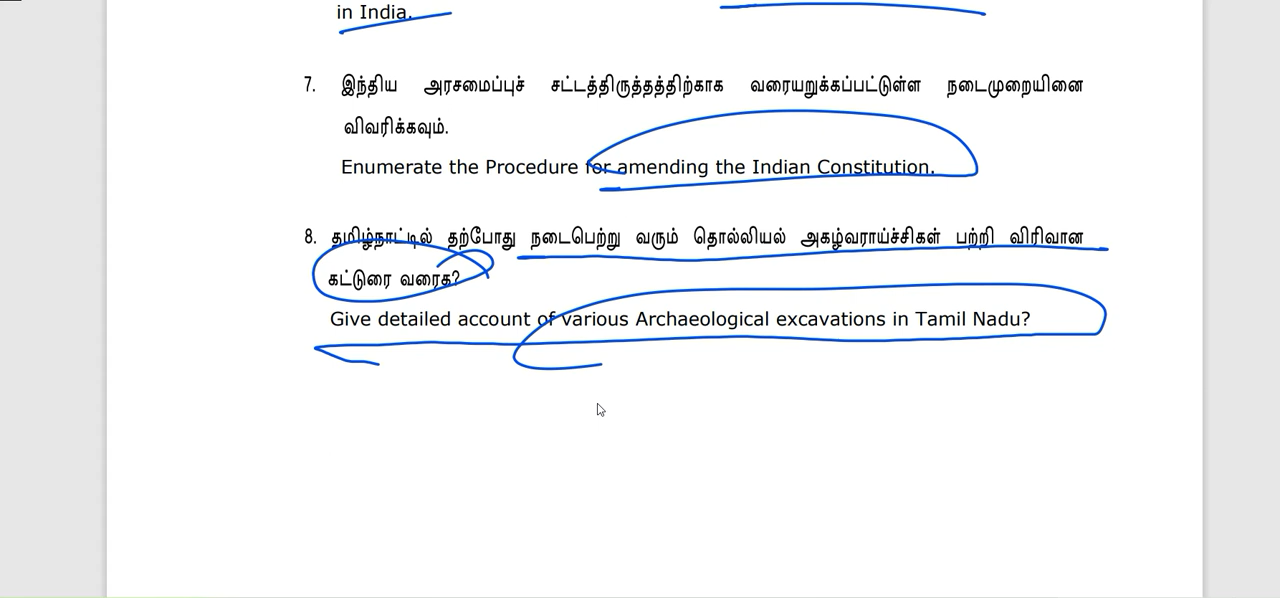 in India.
7. இந்திய அரசமைப்புச் சட்டத்திருத்தத்திற்காக வரையறுக்கப்பட்டுள்ள நடைமுறையினை
விவரிக்கவும்.
Enumerate the Procedure for amending the Indian Constitution.
8. தமிழ்நாட்டில் தற்போது நடைபெற்று வரும் தொல்லியல் அகழ்வராய்ச்சிகள் பற்றி விரிவான
கட்டுரை வரைக?
Give detailed account of various Archaeological excavations in Tamil Nadu?